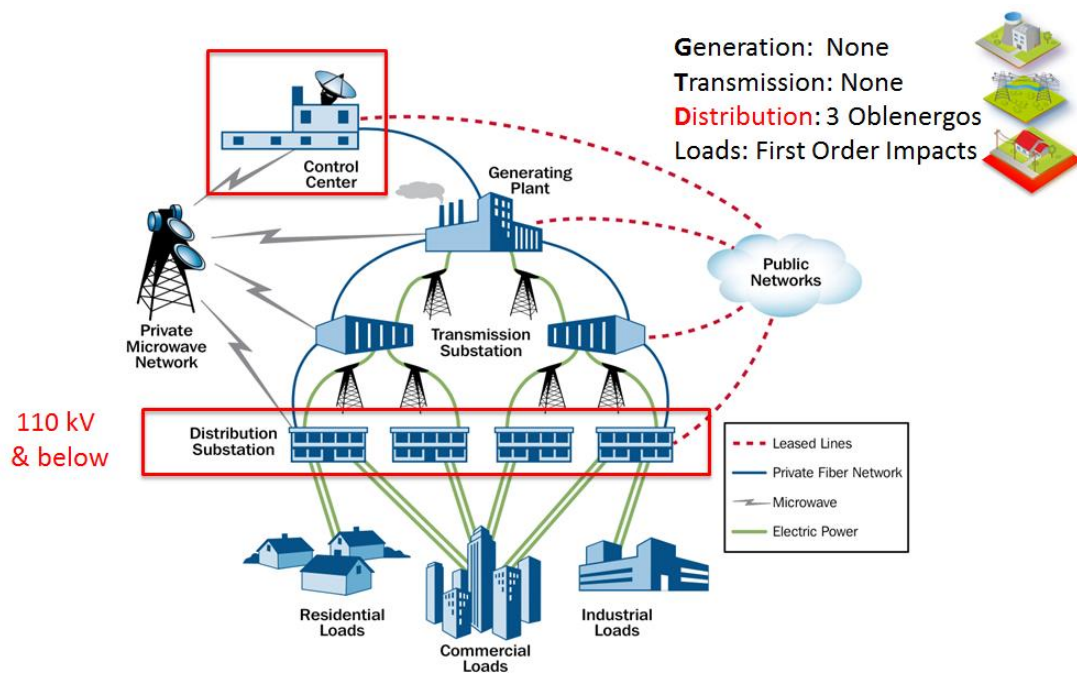 Generation: None
Transmission: None
Distribution: 3 Oblenergos
Loads: First Order Impacts
Control
Center
Generating
Plant
Public
Networks
Private
Microwave
Network
Transmission
Substation
110 kV
& below
Distribution
Substation
Leased Lines
Private Fiber Network
Microwave
Electric Power
Residential
Loads
Commercial
Loads
Industrial
Loads